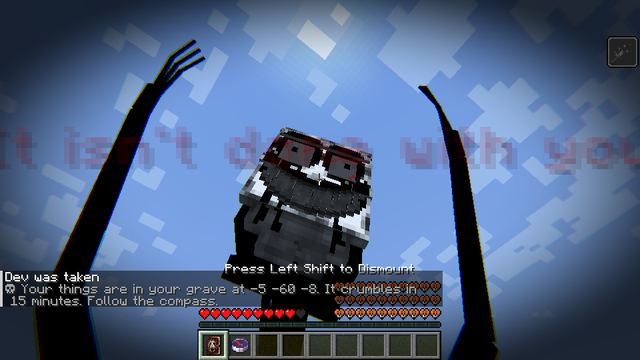 It isn't done with you
Press Left Shift to Dismount
Dev was taken
☠ Your things are in your grave at -5 -60 -8. It crumbles in
15 minutes. Follow the compass.